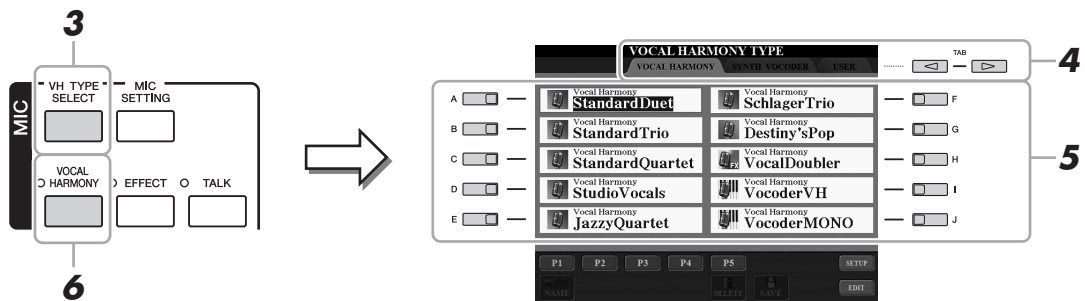 3
MIC
VH TYPE SELECT
MIC SETTING
VOCAL HARMONY
EFFECT
TALK
6
VOCAL HARMONY TYPE
VOCAL HARMONY
SYNTH VOCODER
USER
TAB
4
A
Vocal Harmony
StandardDuet
Vocal Harmony
SchlagerTrio
F
B
Vocal Harmony
StandardTrio
Vocal Harmony
Destiny'sPop
G
C
Vocal Harmony
StandardQuartet
FX
Vocal Harmony
VocalDoubler
H
5
D
Vocal Harmony
StudioVocals
Vocal Harmony
VocoderVH
I
E
Vocal Harmony
JazzyQuartet
Vocal Harmony
VocoderMONO
J
P1
P2
P3
P4
P5
SETUP
NAME
DELETE
SAVE
EDIT